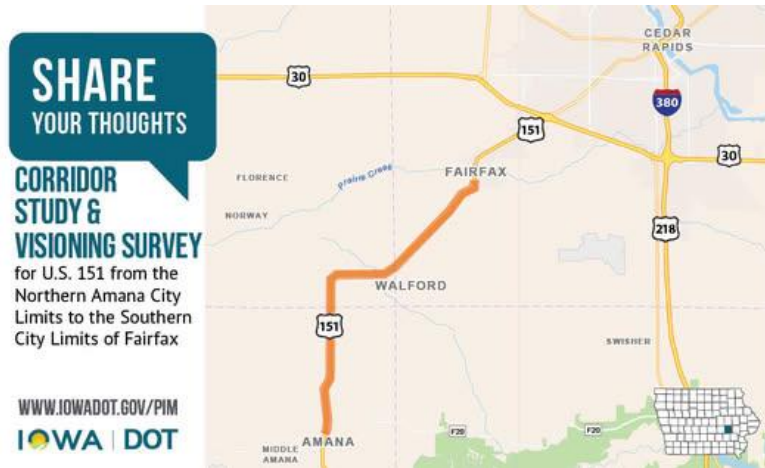 SHARE
YOUR THOUGHTS
CORRIDOR
STUDY &
VISIONING SURVEY
for U.S. 151 from the
Northern Amana City
Limits to the Southern
City Limits of Fairfax
WWW.IOWADOT.GOV/PIM
IOWA | DOT
CEDAR
RAPIDS
30
380
151
30
FAIRFAX
FLORENCE
Prairie Creek
NORWAY
218
WALFORD
151
SWISHER
F20
F20
AMANA
MIDDLE
AMANA